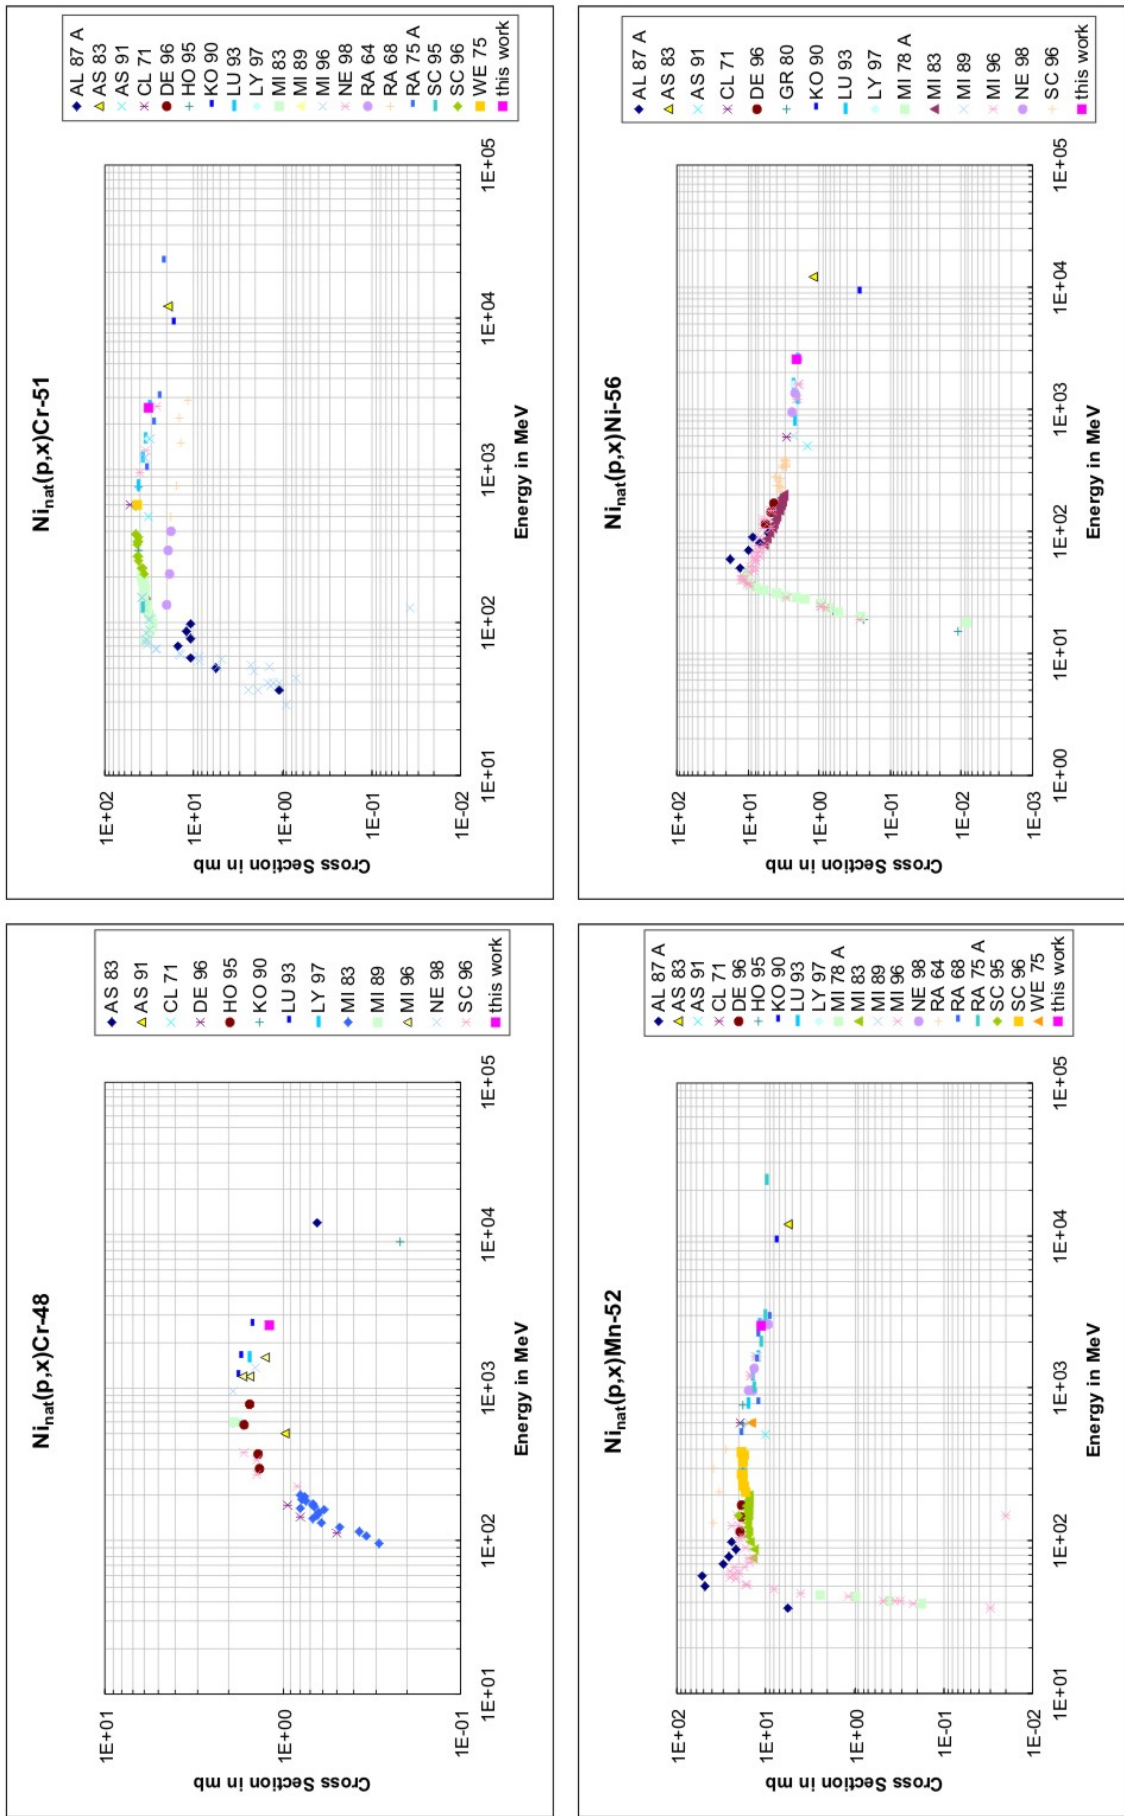 Ni nat(p,x)Cr-48
Cross Section in mb
1E+01
1E+00
1E-01
1E+01
1E+02
1E+03
1E+04
1E+05
Energy in MeV
AS 83
AS 91
CL 71
DE 96
HO 95
KO 90
LU 93
LY 97
MI 83
MI 89
MI 96
NE 98
SC 96
this work
Ni nat(p,x)Cr-51
Cross Section in mb
1E+02
1E+01
1E+00
1E-01
1E-02
1E+01
1E+02
1E+03
1E+04
1E+05
Energy in MeV
AL 87 A
AS 83
AS 91
CL 71
DE 96
HO 95
KO 90
LU 93
LY 97
MI 83
MI 89
MI 96
NE 98
RA 64
RA 68
RA 75 A
SC 95
SC 96
WE 75
this work
Ni nat(p,x)Mn-52
Cross Section in mb
1E+02
1E+01
1E+00
1E-01
1E-02
1E+01
1E+02
1E+03
1E+04
1E+05
Energy in MeV
AL 87 A
AS 83
AS 91
CL 71
DE 96
HO 95
KO 90
LU 93
LY 97
MI 78 A
MI 83
MI 89
MI 96
NE 98
RA 64
RA 68
RA 75 A
SC 95
SC 96
WE 75
this work
Ni nat(p,x)Ni-56
Cross Section in mb
1E+02
1E+01
1E+00
1E-01
1E-02
1E-03
1E+00
1E+01
1E+02
1E+03
1E+04
1E+05
Energy in MeV
AL 87 A
AS 83
AS 91
CL 71
DE 96
GR 80
KO 90
LU 93
LY 97
MI 78 A
MI 83
MI 89
MI 96
NE 98
SC 96
this work